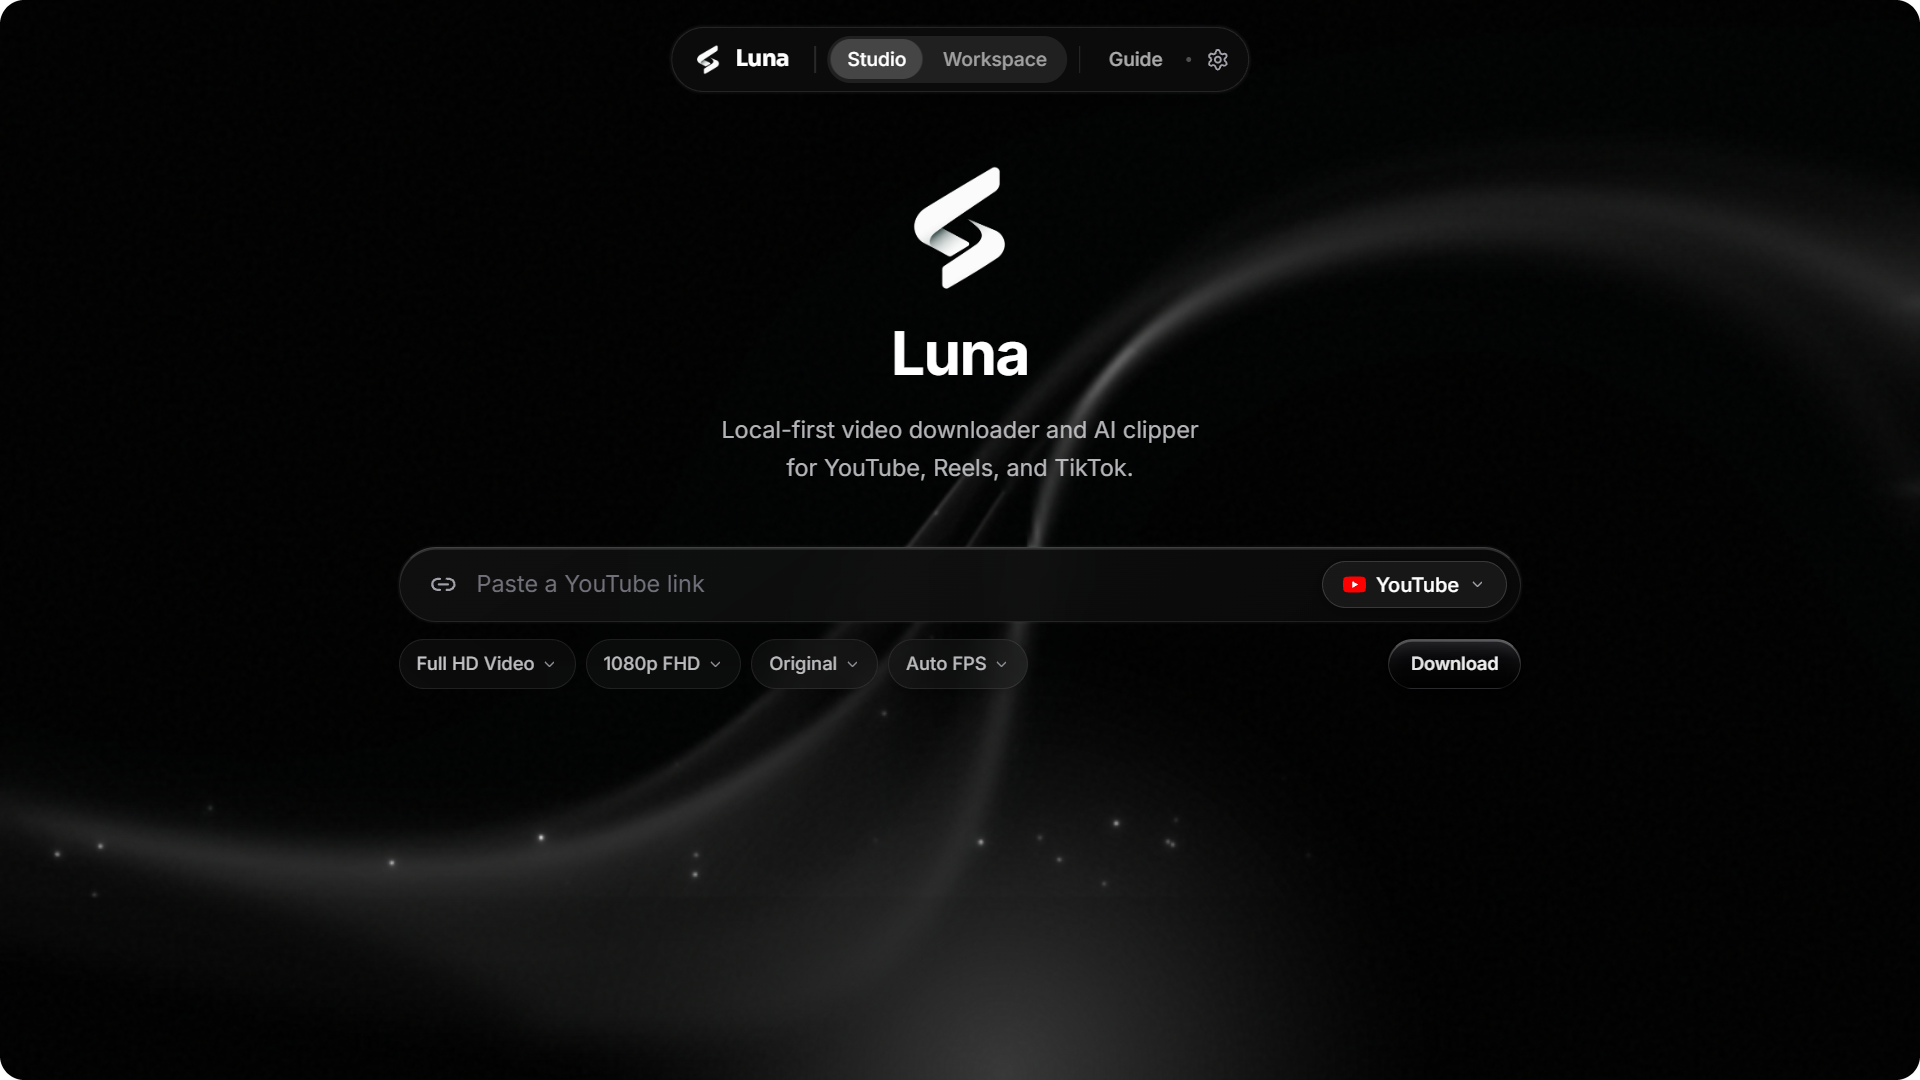 Luna
Studio
Workspace
Guide
Luna
Local-first video downloader and AI clipper
for YouTube, Reels, and TikTok.
Paste a YouTube link
YouTube
Full HD Video
1080p FHD
Original
Auto FPS
Download